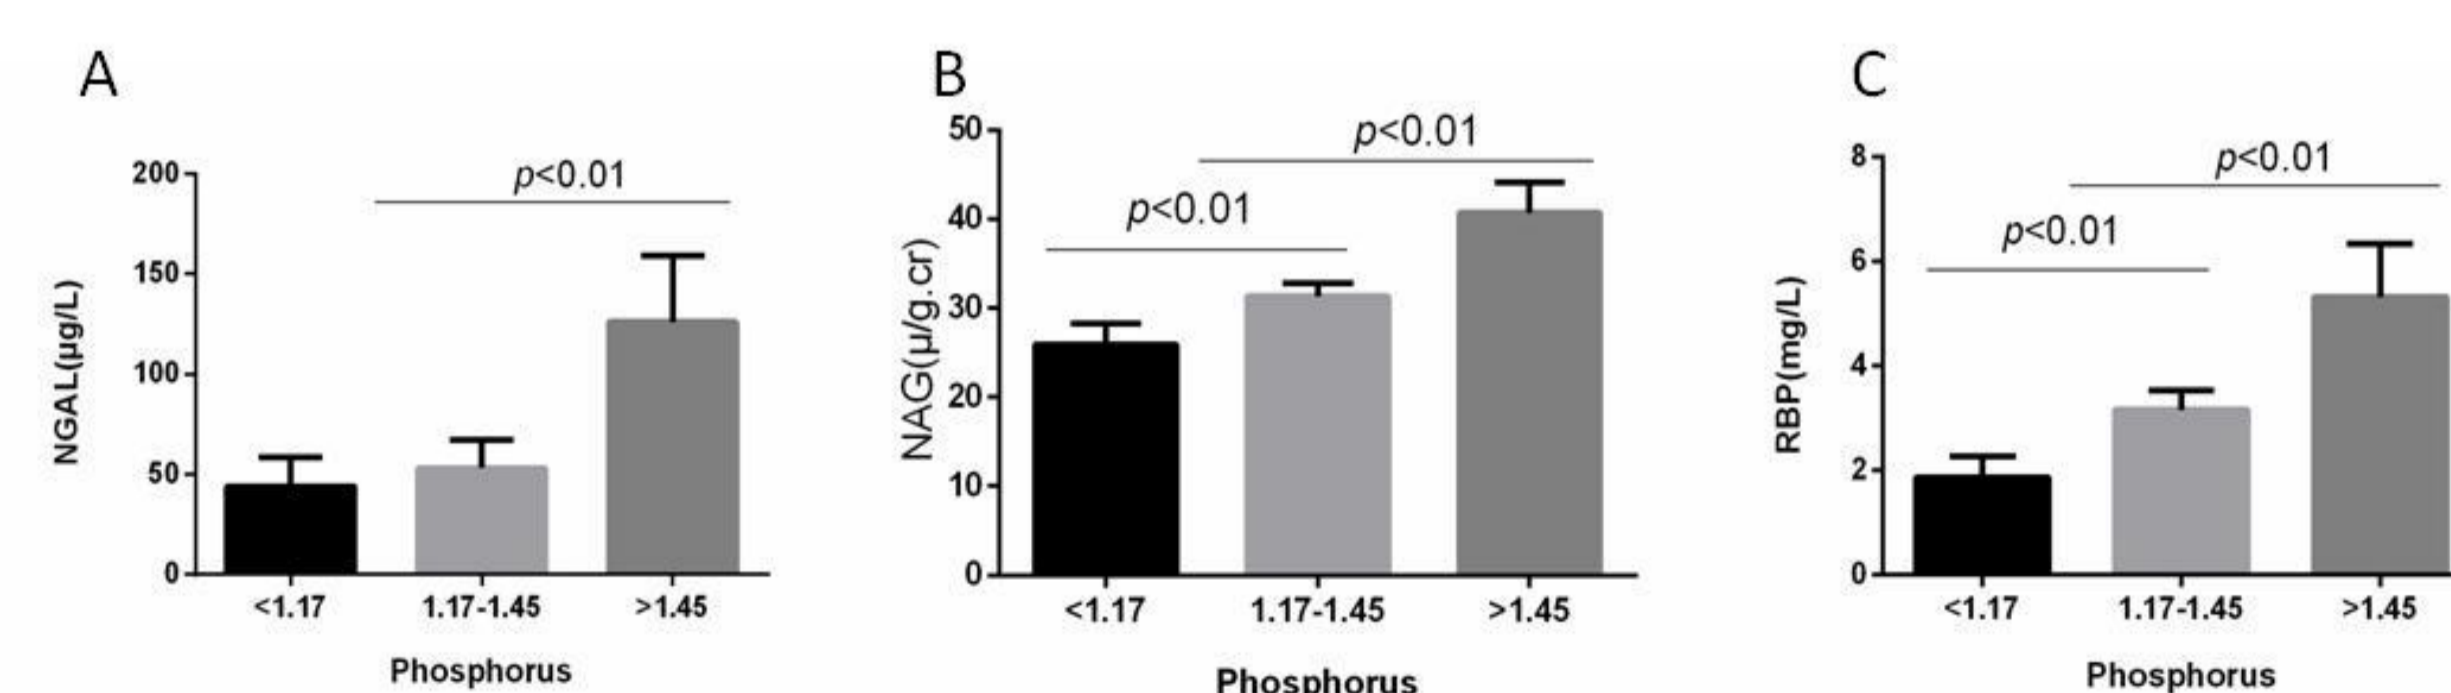 A
NGAL(µg/L)
200
150
100
50
0
p<0.01
<1.17
1.17-1.45
>1.45
Phosphorus
B
NAG(µ/g.cr)
50
40
30
20
10
0
p<0.01
p<0.01
<1.17
1.17-1.45
>1.45
Phosphorus
C
RBP(mg/L)
8
6
4
2
0
p<0.01
p<0.01
<1.17
1.17-1.45
>1.45
Phosphorus